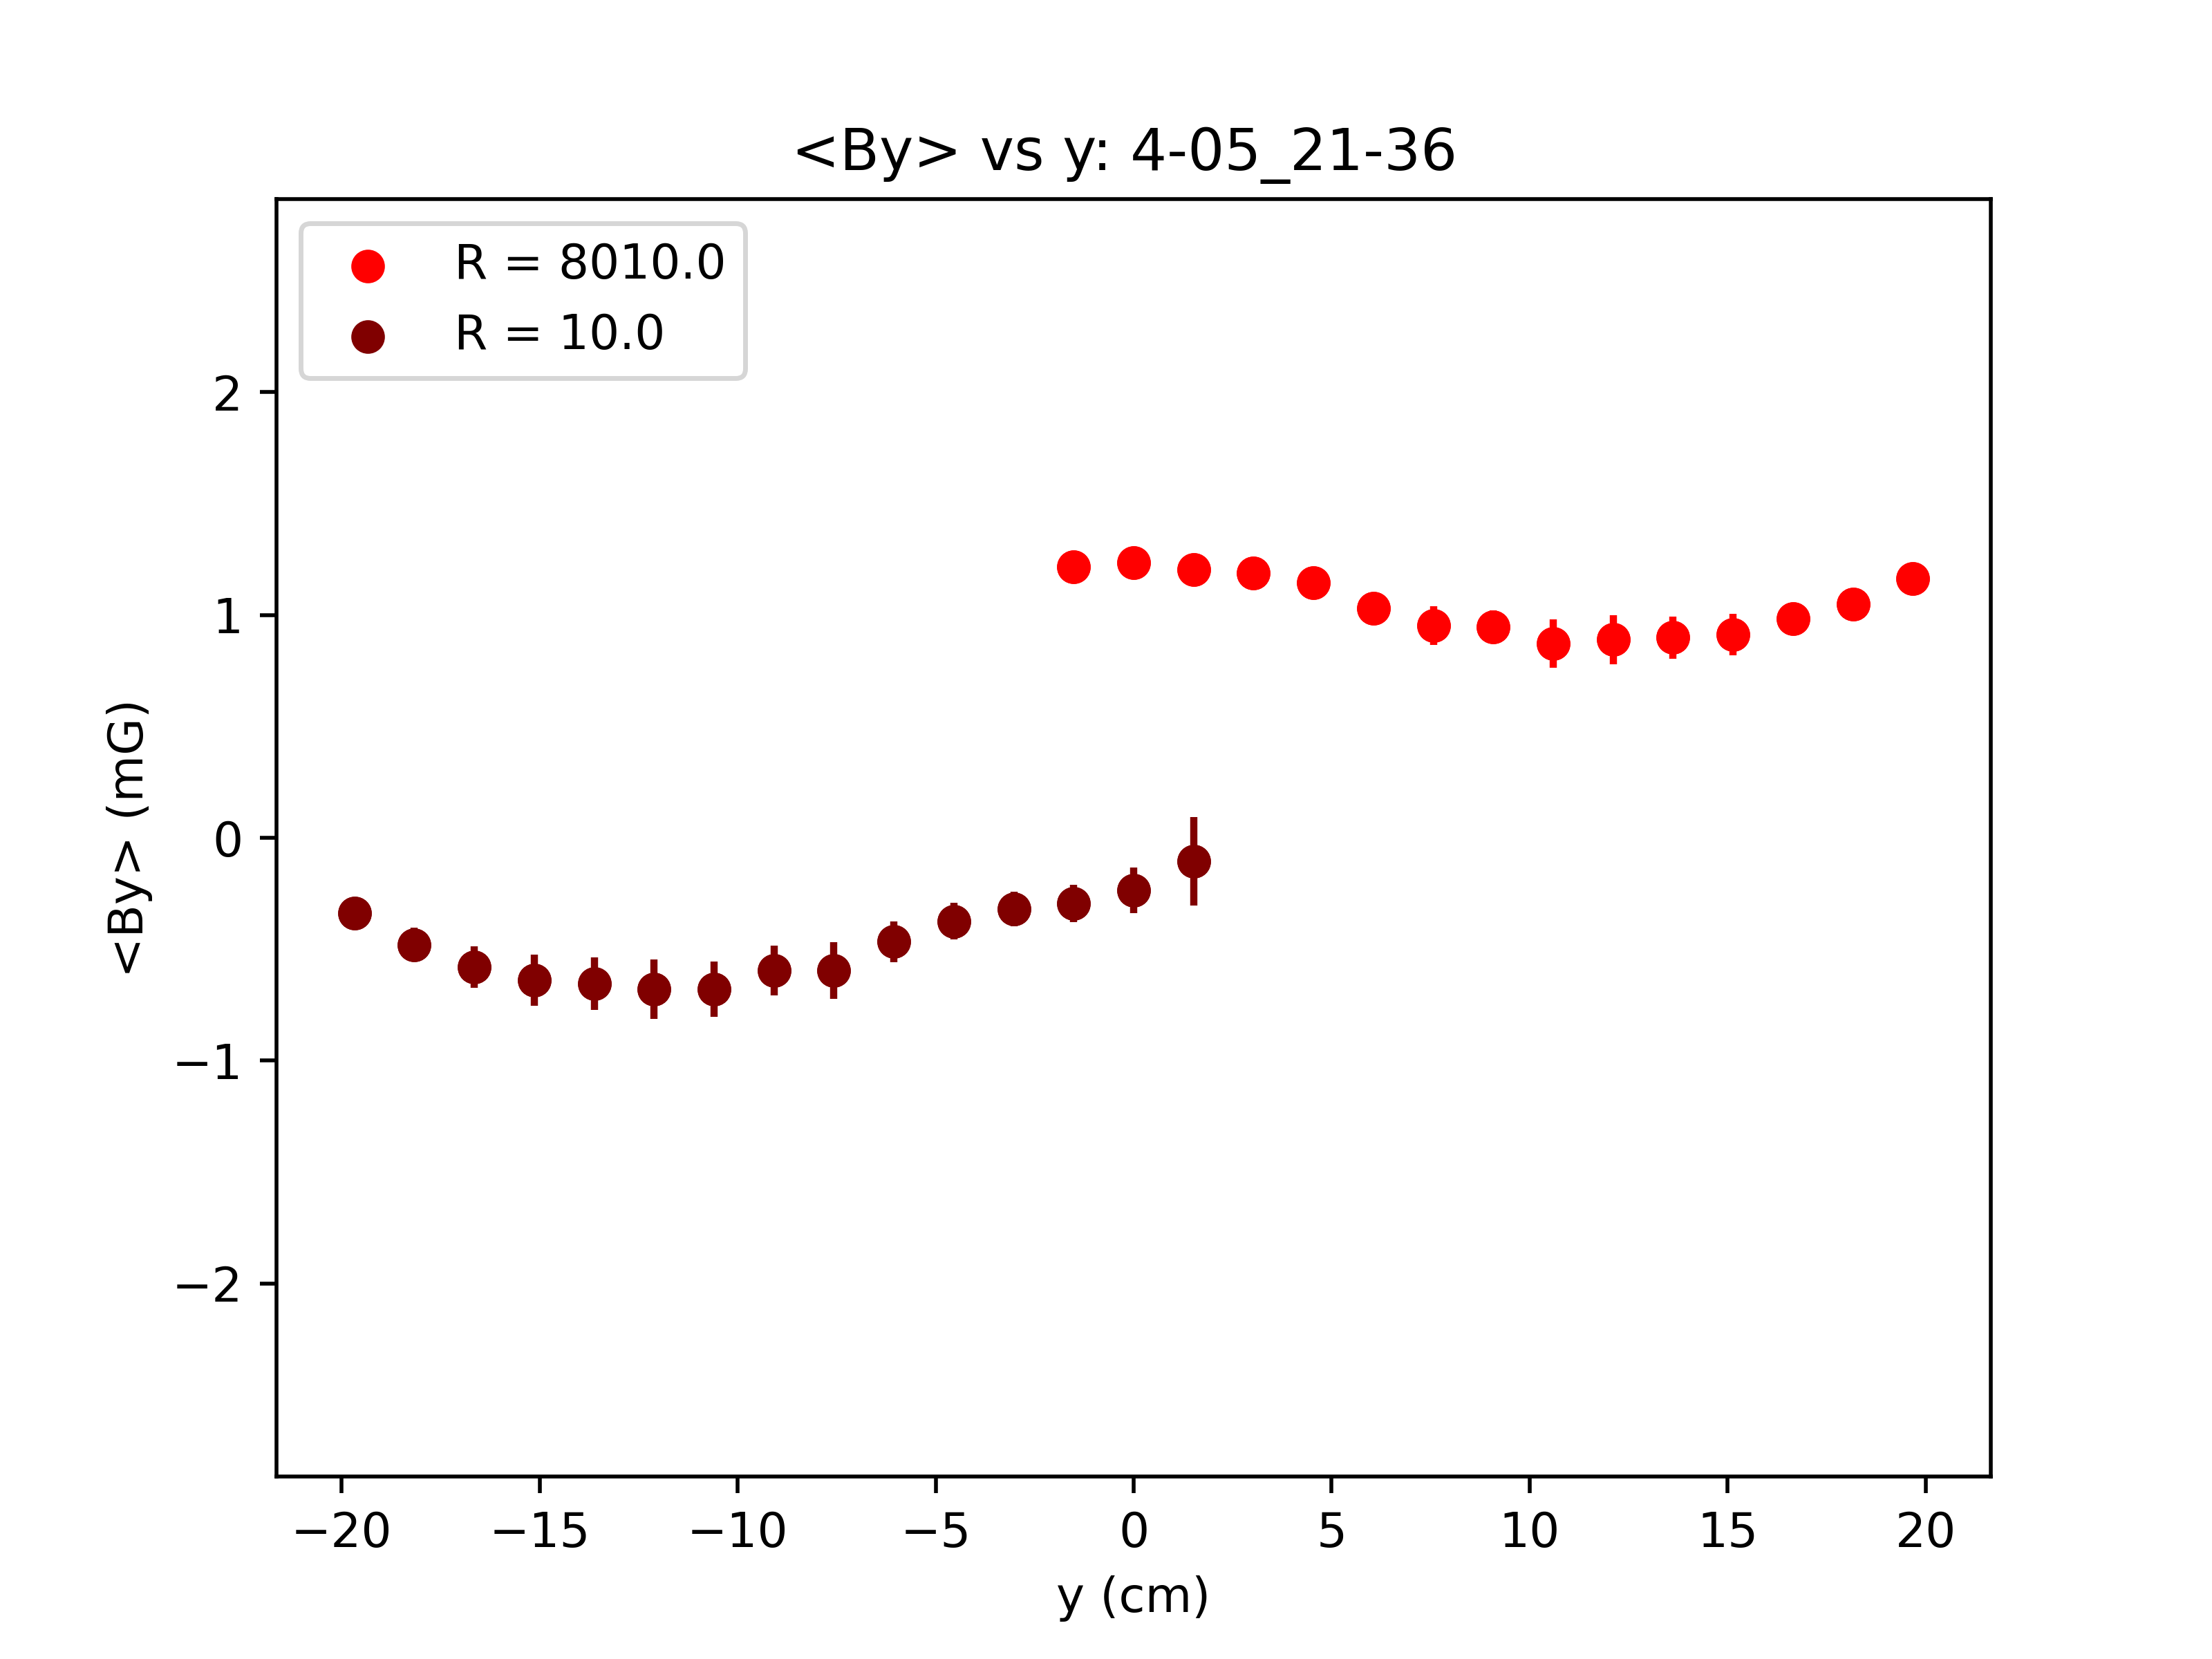 <By> vs y: 4-05_21-36
R = 8010.0
R = 10.0
2
1
0
−1
−2
<By> (mG)
−20 −15 −10 −5 0 5 10 15 20
y (cm)